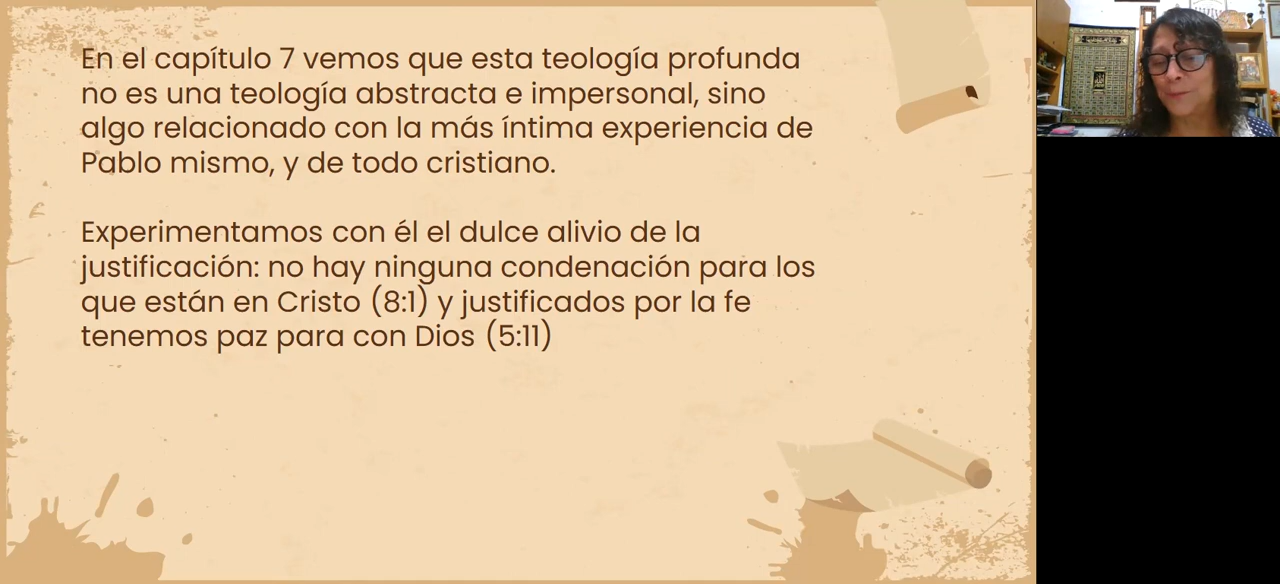 En el capítulo 7 vemos que esta teología profunda
no es una teología abstracta e impersonal, sino
algo relacionado con la más íntima experiencia de
Pablo mismo, y de todo cristiano.
Experimentamos con él el dulce alivio de la
justificación: no hay ninguna condenación para los
que están en Cristo (8:1) y justificados por la fe
tenemos paz para con Dios (5:11)